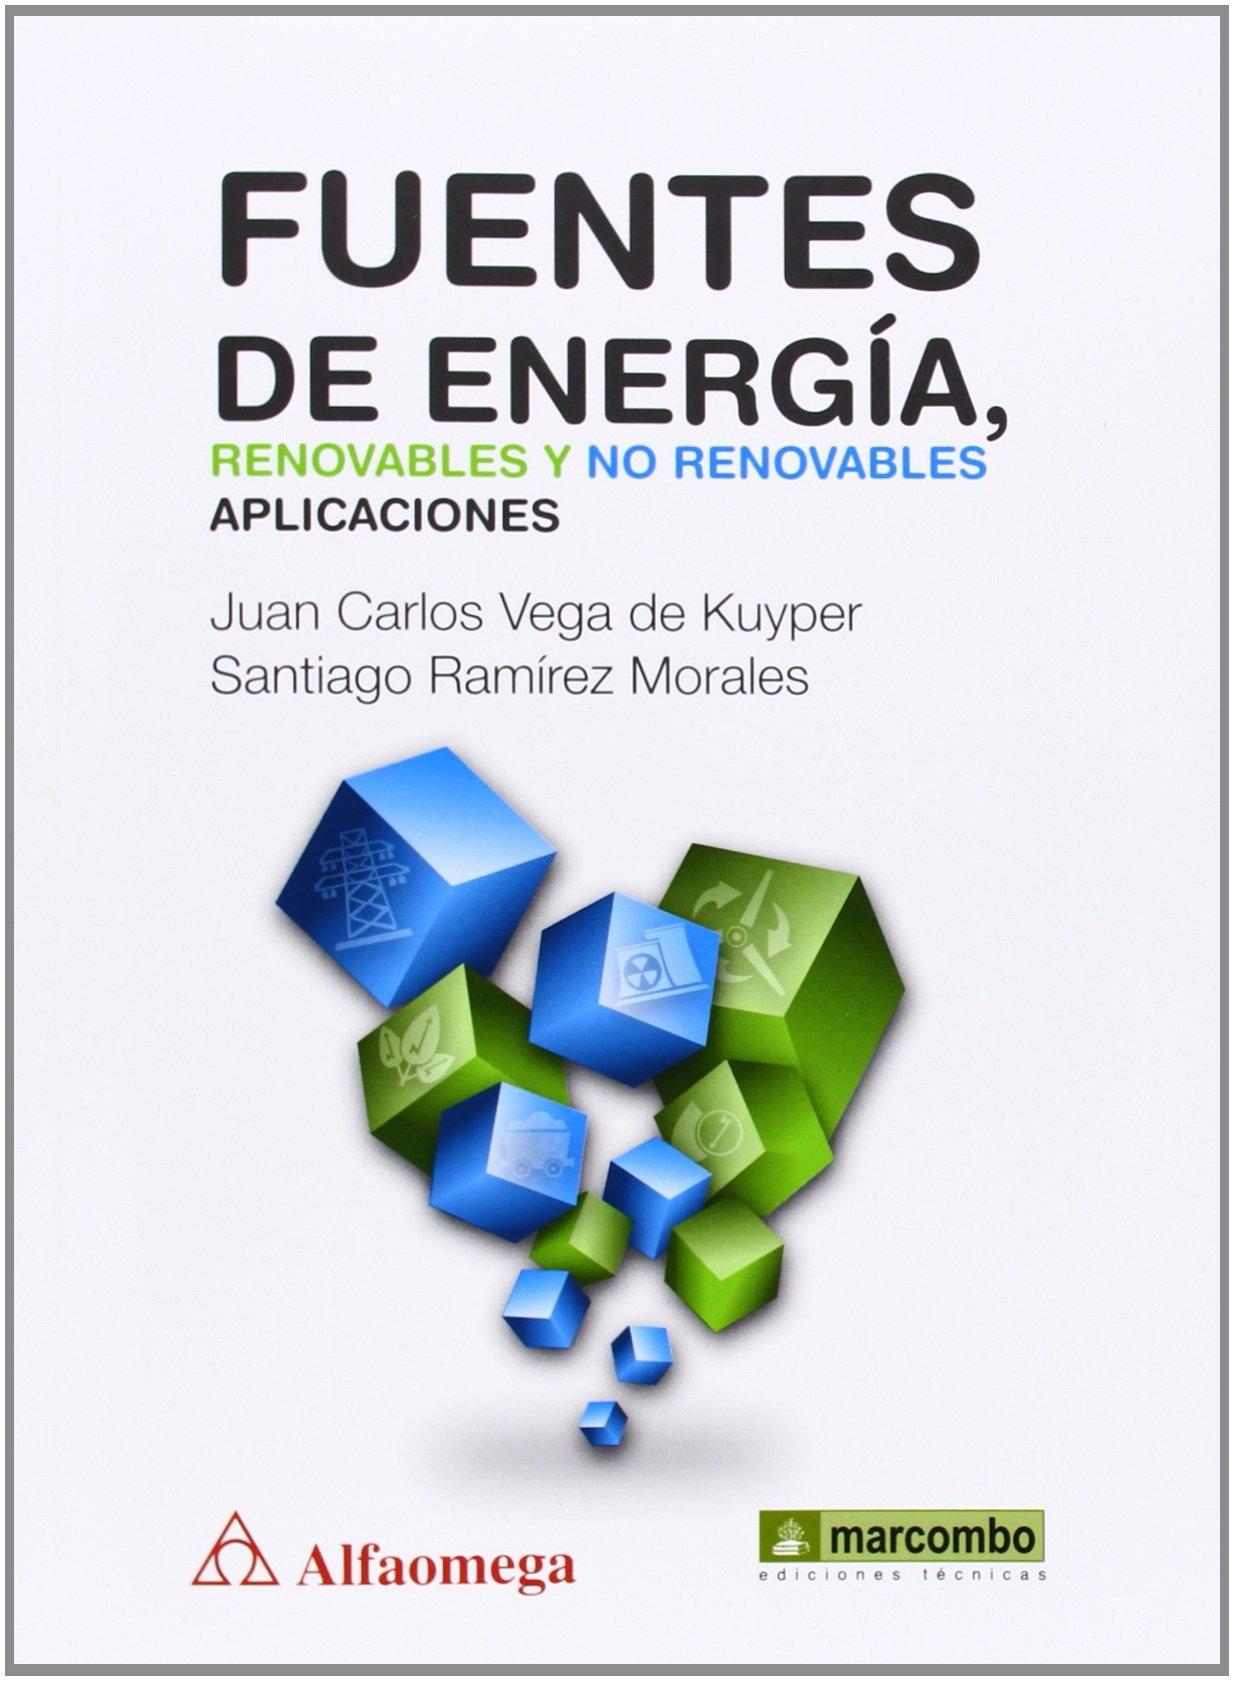 FUENTES
DE ENERGÍA,
RENOVABLES Y NO RENOVABLES
APLICACIONES
Juan Carlos Vega de Kuyper
Santiago Ramírez Morales
Alfaomega
marcombo
ediciones técnicas